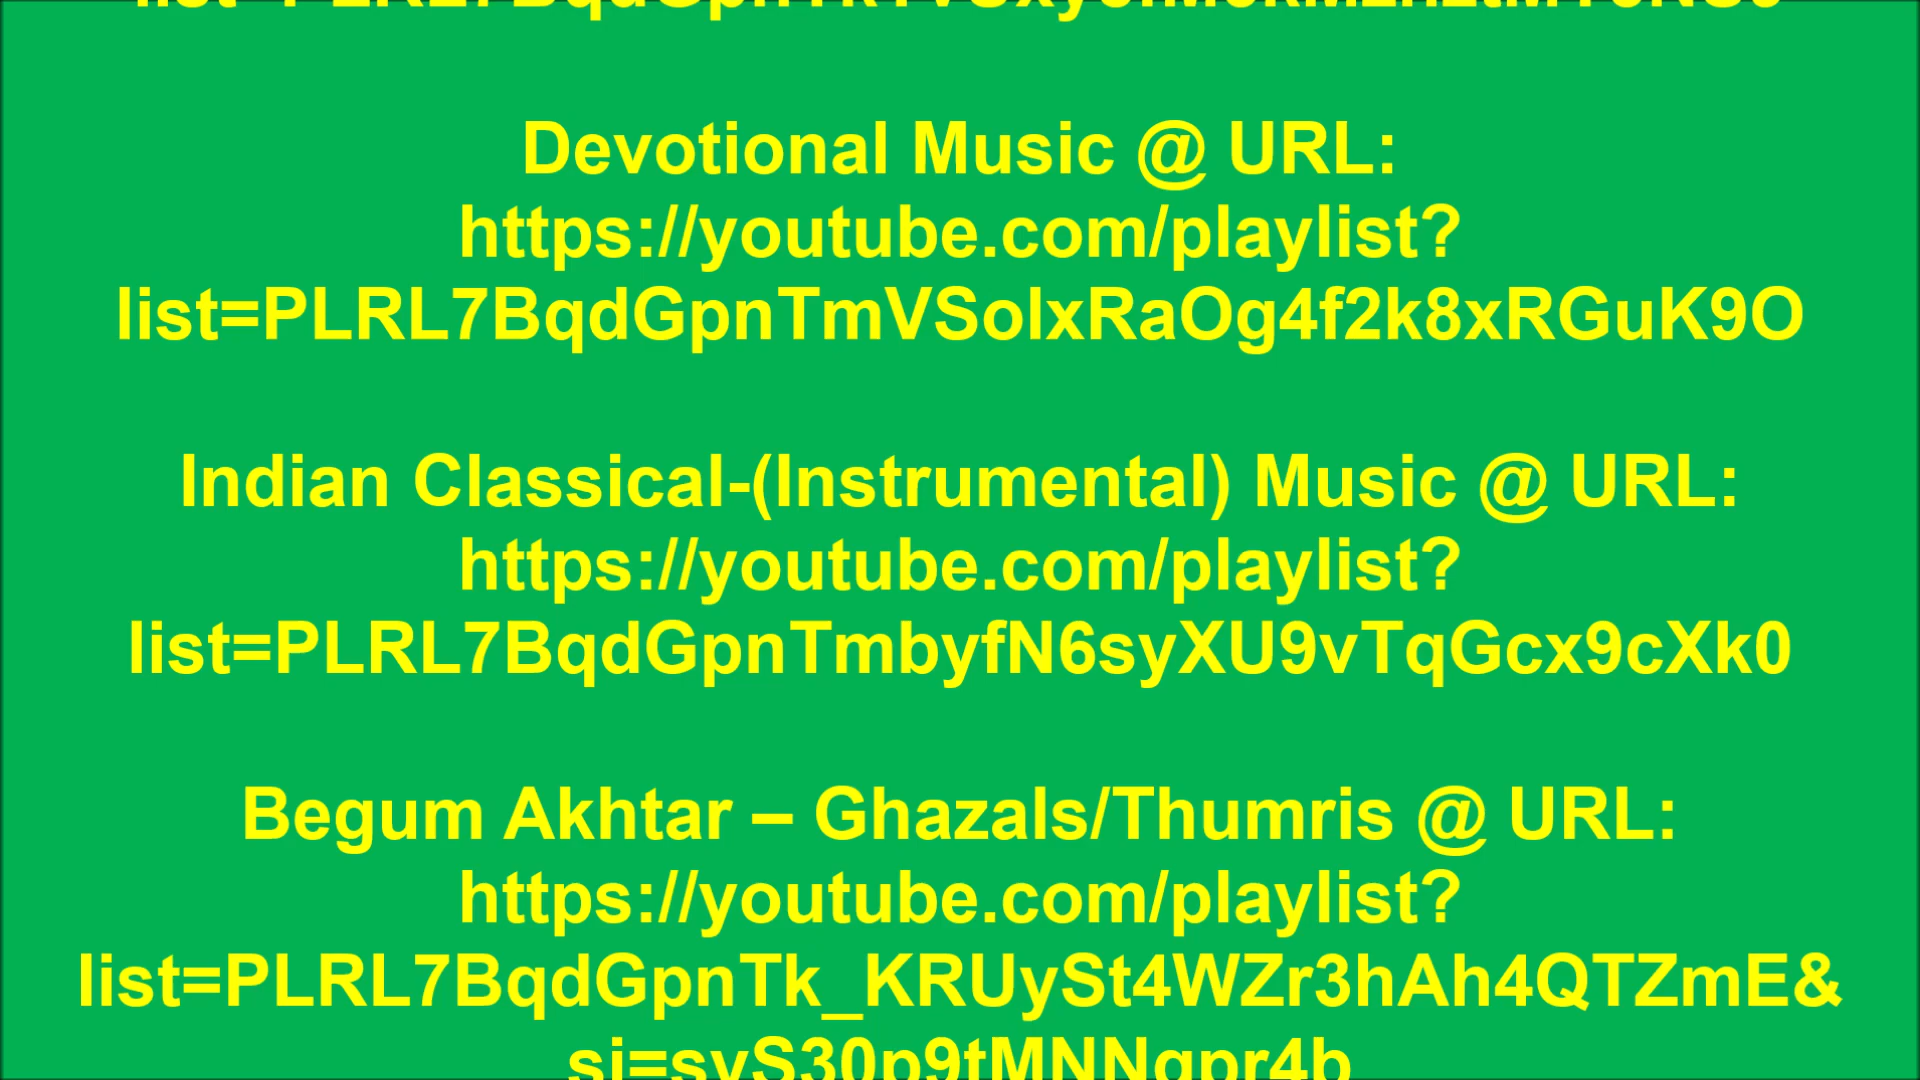 Devotional Music @ URL:
https://youtube.com/playlist?
list=PLRL7BqdGpnTmVSolxRaOg4f2k8xRGuK9O
Indian Classical-(Instrumental) Music @ URL:
https://youtube.com/playlist?
list=PLRL7BqdGpnTmbyfN6syXU9vTqGcx9cXk0
Begum Akhtar – Ghazals/Thumris @ URL:
https://youtube.com/playlist?
list=PLRL7BqdGpnTk_KRUySt4WZr3hAh4QTZmE&